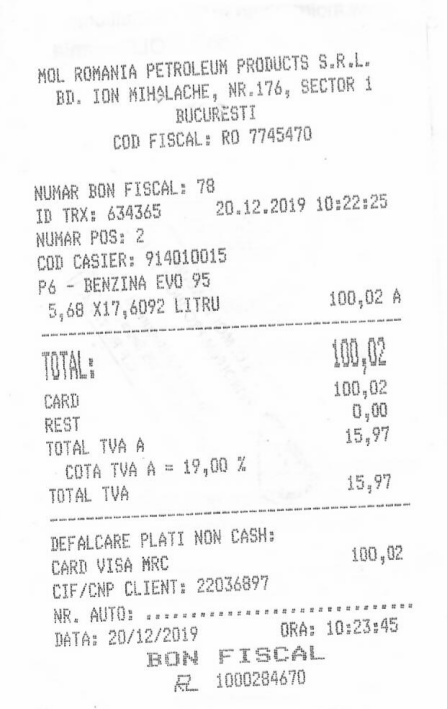 MOL ROMANIA PETROLEUM PRODUCTS S.R.L.
BD. ION MIHALACHE, NR.176, SECTOR 1
BUCURESTI
COD FISCAL: RO 7745470
NUMAR BON FISCAL: 78
ID TRX: 634365 20.12.2019 10:22:25
NUMAR POS: 2
COD CASIER: 914010015
P6 - BENZINA EVO 95
5,68 X17,6092 LITRU 100,02 A
TOTAL: 100,02
CARD 100,02
REST 0,00
TOTAL TVA A 15,97
COTA TVA A = 19,00 %
TOTAL TVA 15,97
DEFALCARE PLATI NON CASH:
CARD VISA MRC 100,02
CIF/CNP CLIENT: 22036897
NR. AUTO: ..............................
DATA: 20/12/2019 ORA: 10:23:45
BON FISCAL
1000284670